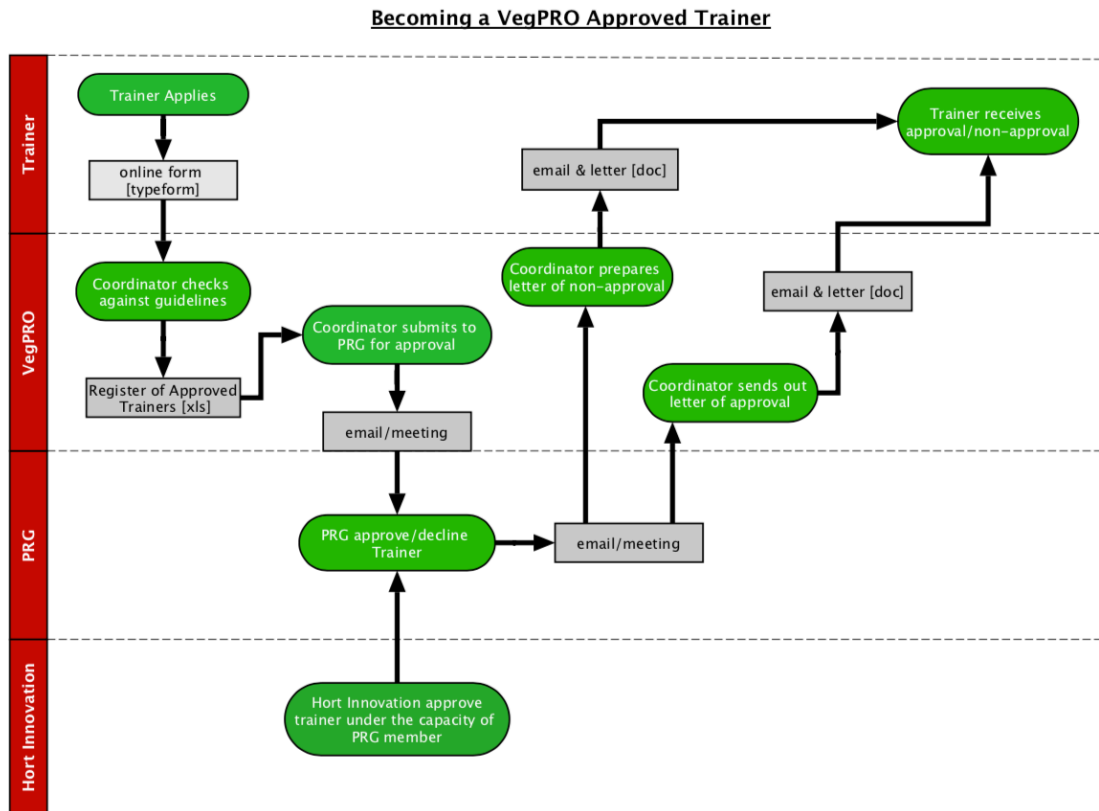 Becoming a VegPRO Approved Trainer
Trainer
Trainer Applies
online form
[typeform]
email & letter [doc]
Trainer receives
approval/non-approval
VegPRO
Coordinator checks
against guidelines
Register of Approved
Trainers [xls]
Coordinator submits to
PRG for approval
email/meeting
Coordinator prepares
letter of non-approval
Coordinator sends out
letter of approval
email & letter [doc]
PRG
PRG approve/decline
Trainer
email/meeting
Hort Innovation
Hort Innovation approve
trainer under the capacity of
PRG member